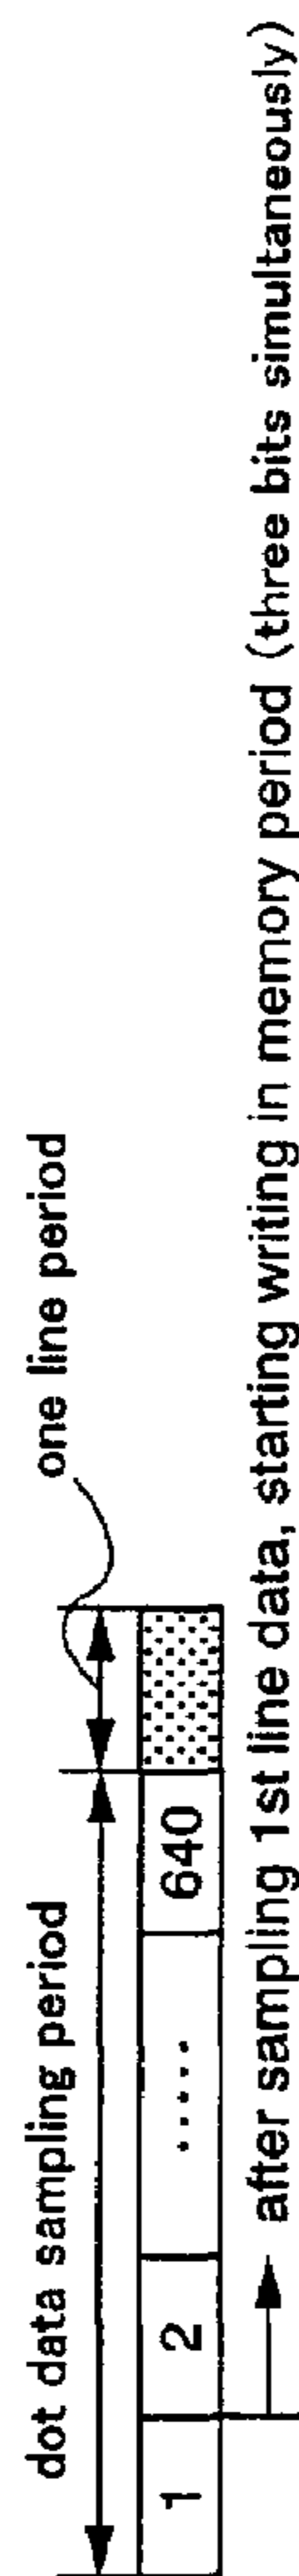 dot data sampling period
one line period
1 2 ..... 640
after sampling 1st line data, starting writing in memory period (three bits simultaneously)